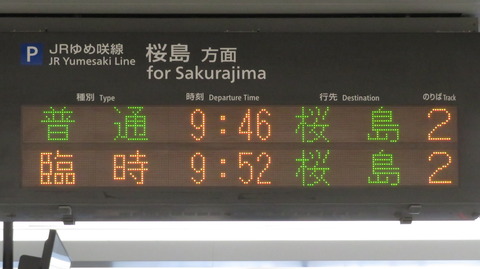 P JRゆめ咲線 桜島 方面
JR Yumesaki Line for Sakurajima
種別 Type 時刻 Departure Time 行先 Destination のりば Track
普通 9:46 桜島 2
臨時 9:52 桜島 2